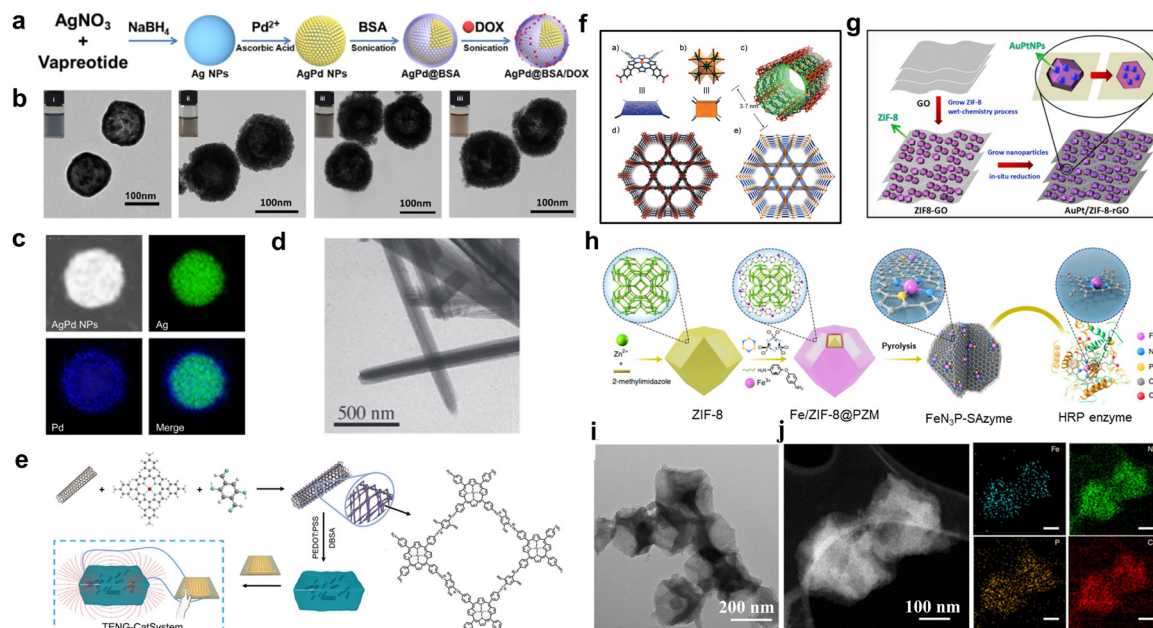 a
AgNO3
+
Vapreotide
NaBH4
Ag NPs
Pd2+
Ascorbic Acid
AgPd NPs
BSA
Sonication
AgPd@BSA
DOX
Sonication
AgPd@BSA/DOX
b
i
100nm
ii
100nm
iii
100nm
iii
100nm
c
AgPd NPs
Ag
Pd
Merge
d
500 nm
e
+
+
PEDOT:PSS
DBSA
TENG-CatSystem
f
a)
b)
c)
3.7 nm
d)
e)
g
GO
AuPtNPs
ZIF-8
Grow ZIF-8
wet-chemistry process
Grow nanoparticles
in-situ reduction
ZIF8-GO
AuPt/ZIF-8-rGO
h
Zn2+
+
2-methylimidazole
ZIF-8
Fe3+
Fe/ZIF-8@PZM
Pyrolysis
FeN3P-SAzyme
HRP enzyme
F
N
P
C
O
i
200 nm
j
100 nm
Fe
N
P
C